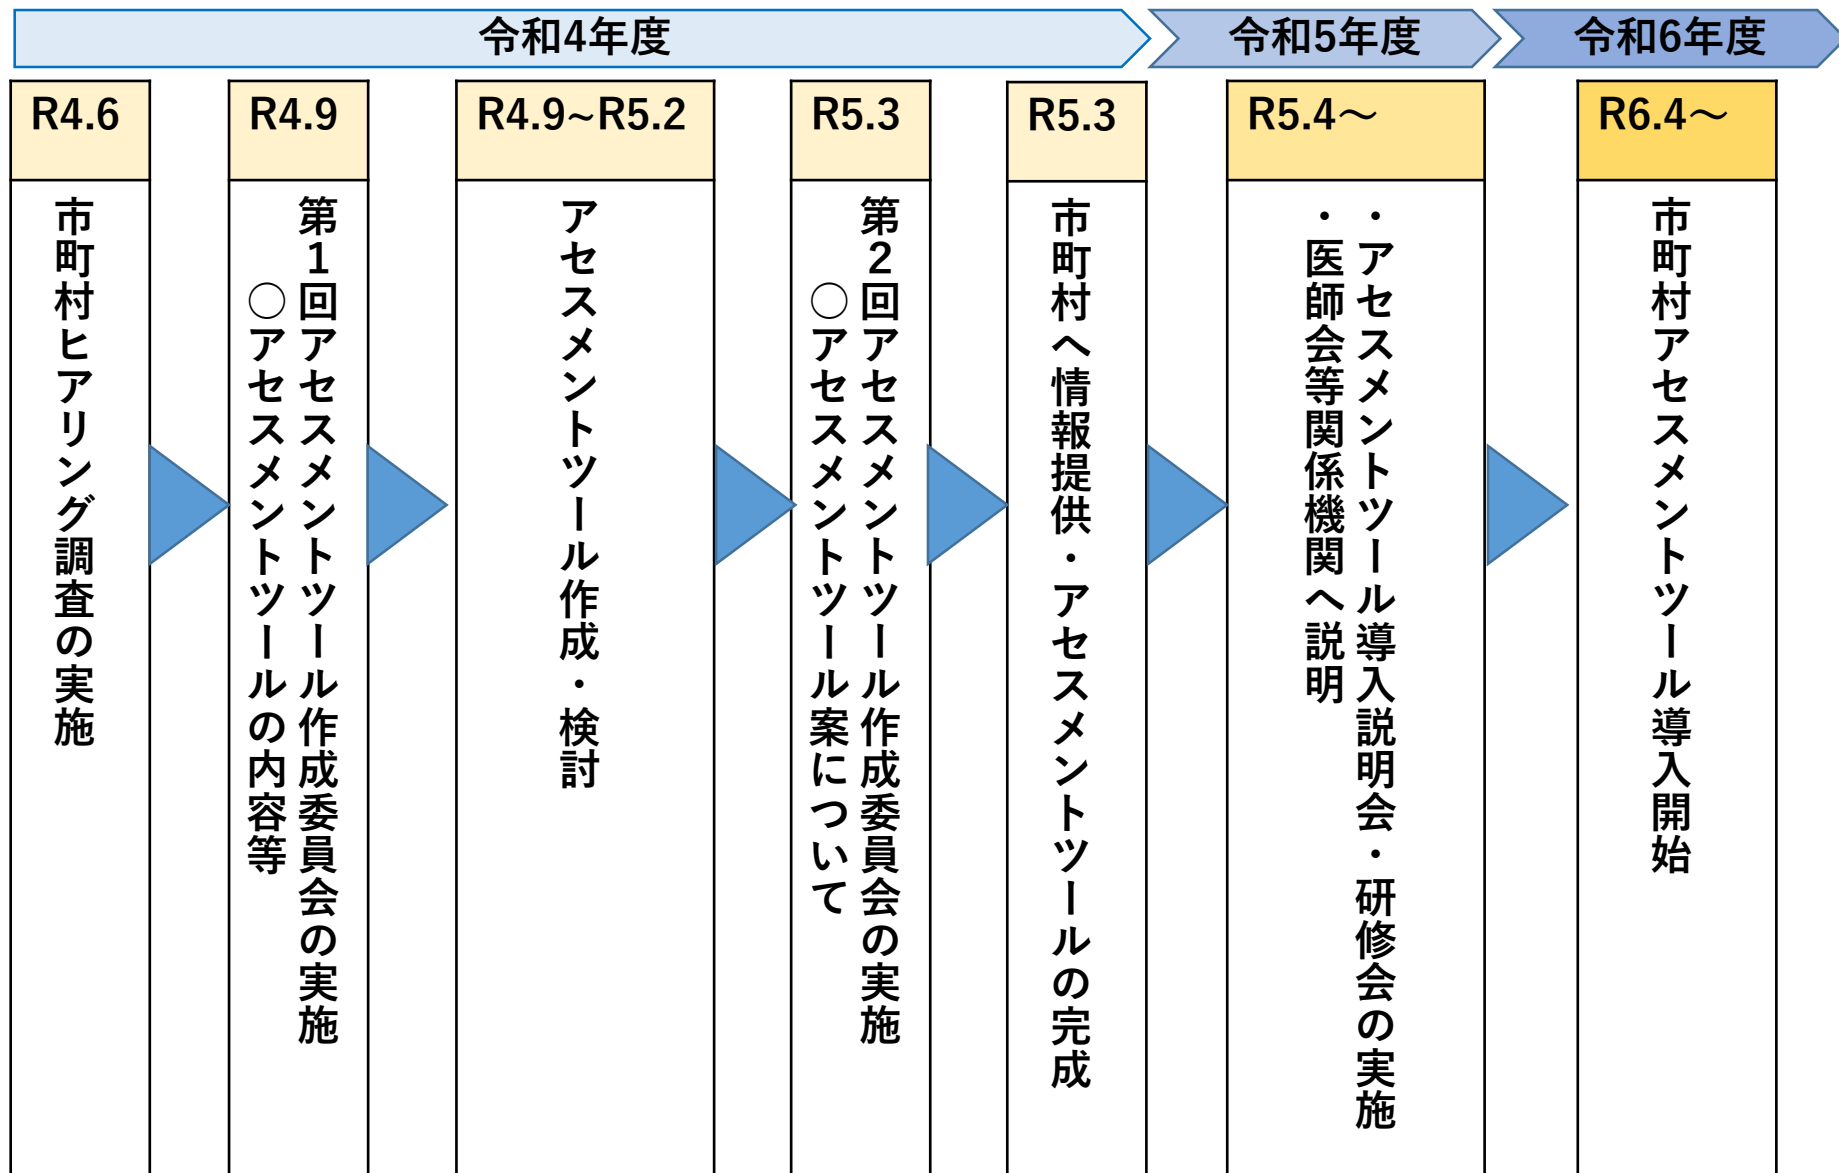 令和4年度
令和5年度
令和6年度
R4.6
市町村ヒアリング調査の実施
R4.9
第1回アセスメントツール作成委員会の実施
○アセスメントツールの内容等
R4.9~R5.2
アセスメントツール作成・検討
R5.3
第2回アセスメントツール作成委員会の実施
○アセスメントツール案について
R5.3
市町村へ情報提供・アセスメントツールの完成
R5.4～
・アセスメントツール導入説明会・研修会の実施
・医師会等関係機関へ説明
R6.4～
市町村アセスメントツール導入開始